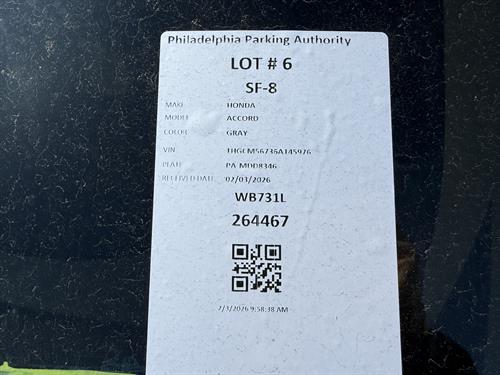 Philadelphia Parking Authority
LOT # 6
SF-8
MAKE HONDA
MODEL ACCORD
COLOR GRAY
VIN 1HGCM56736A145926
PLATE PA MDD8346
RECEIVED DATE 02/03/2026
WB731L
264467
2/3/2026 9:58:38 AM